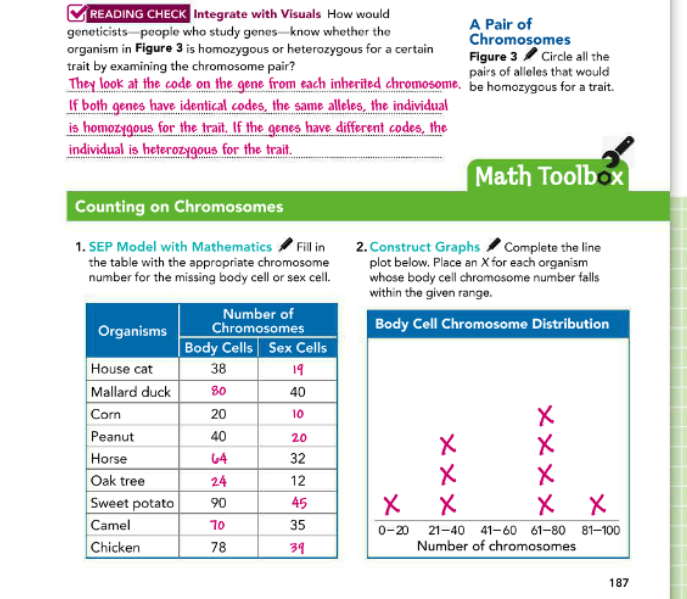 READING CHECK Integrate with Visuals How would
geneticists—people who study genes—know whether the
organism in Figure 3 is homozygous or heterozygous for a certain
trait by examining the chromosome pair?
They look at the code on the gene from each inherited chromosome.
If both genes have identical codes, the same alleles, the individual
is homozygous for the trait. If the genes have different codes, the
individual is heterozygous for the trait.
A Pair of
Chromosomes
Figure 3 Circle all the
pairs of alleles that would
be homozygous for a trait.
Math Toolbox
Counting on Chromosomes
1. SEP Model with Mathematics Fill in
the table with the appropriate chromosome
number for the missing body cell or sex cell.
Organisms
Number of
Chromosomes
Body Cells Sex Cells
House cat 38 19
Mallard duck 80 40
Corn 20 10
Peanut 40 20
Horse 64 32
Oak tree 24 12
Sweet potato 90 45
Camel 70 35
Chicken 78 39
2. Construct Graphs Complete the line
plot below. Place an X for each organism
whose body cell chromosome number falls
within the given range.
Body Cell Chromosome Distribution
X
X X
X X
X X X X
0–20 21–40 41–60 61–80 81–100
Number of chromosomes
187